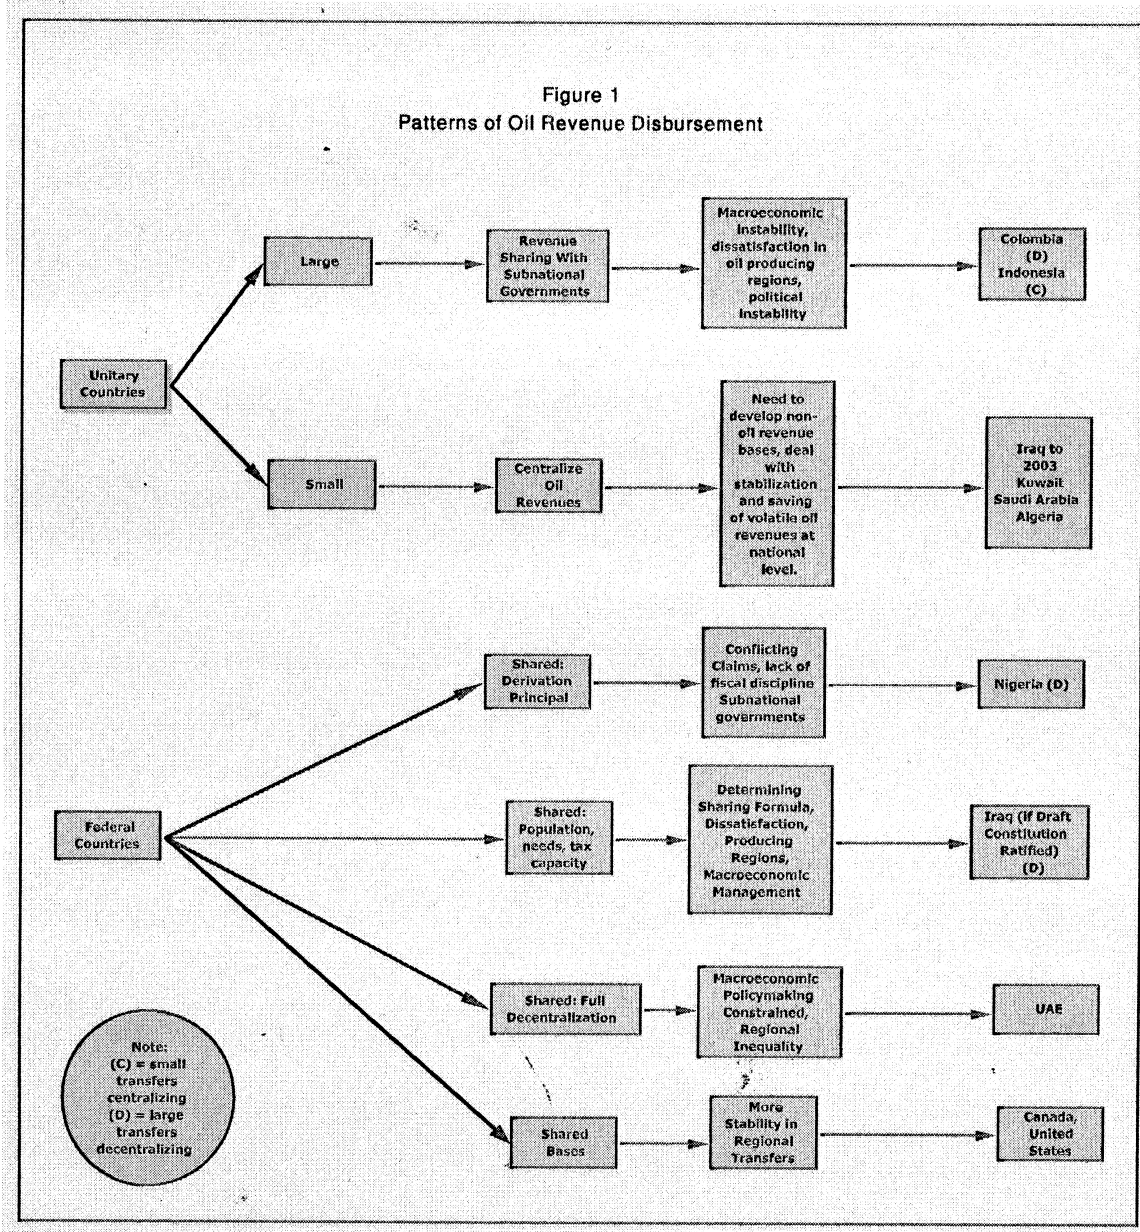 Figure 1
Patterns of Oil Revenue Disbursement
Unitary
Countries
Large
Revenue
Sharing With
Subnational
Governments
Macroeconomic
instability,
dissatisfaction in
oil producing
regions,
political
instability
Colombia
(D)
Indonesia
(C)
Small
Centralize
Oil
Revenues
Need to
develop non-
oil revenue
bases, deal
with
stabilization
and saving
of volatile oil
revenues at
national
level.
Iraq to
2003
Kuwait
Saudi Arabia
Algeria
Federal
Countries
Shared:
Derivation
Principal
Conflicting
Claims, lack of
fiscal discipline
Subnational
governments
Nigeria (D)
Shared:
Population,
needs, tax
capacity
Determining
Sharing Formula,
Dissatisfaction,
Producing
Regions,
Macroeconomic
Management
Iraq (if Draft
Constitution
Ratified)
(D)
Shared: Full
Decentralization
Macroeconomic
Policymaking
Constrained,
Regional
Inequality
UAE
Shared
Bases
More
Stability in
Regional
Transfers
Canada,
United
States
Note:
(C) = small
transfers
centralizing
(D) = large
transfers
decentralizing